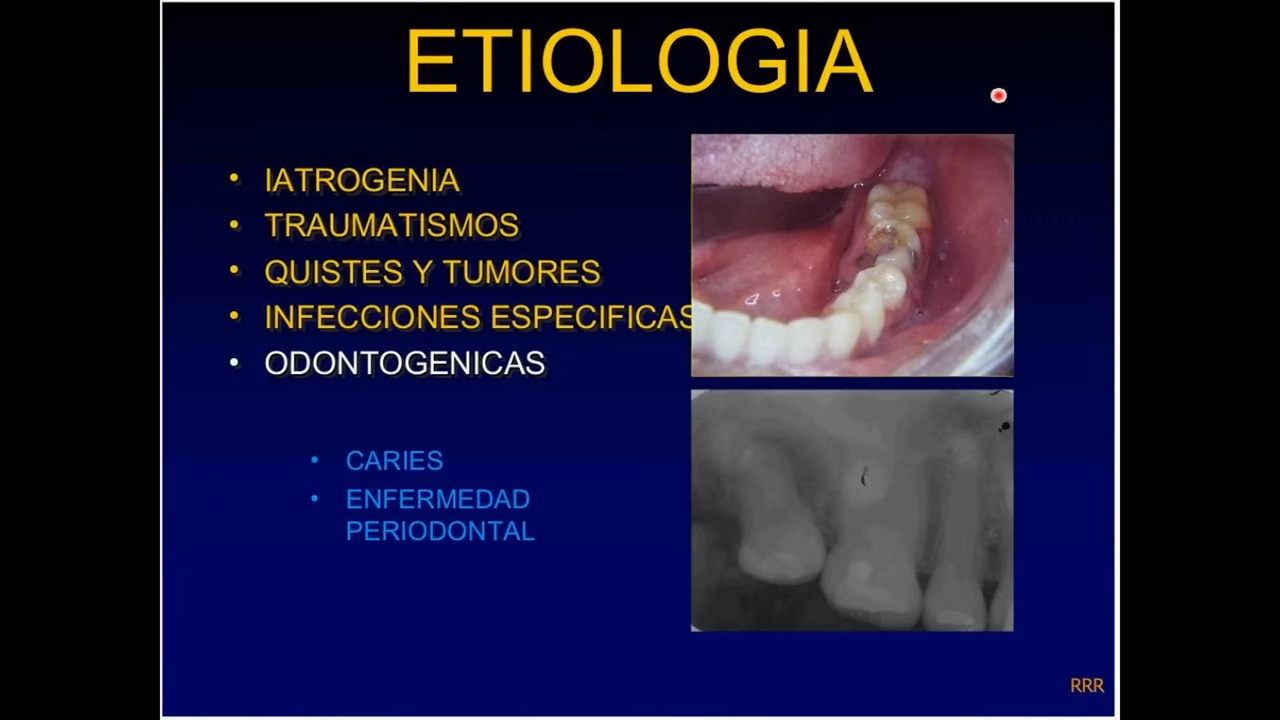 ETIOLOGIA
• IATROGENIA
• TRAUMATISMOS
• QUISTES Y TUMORES
• INFECCIONES ESPECIFICAS
• ODONTOGENICAS
• CARIES
• ENFERMEDAD
PERIODONTAL
RRR